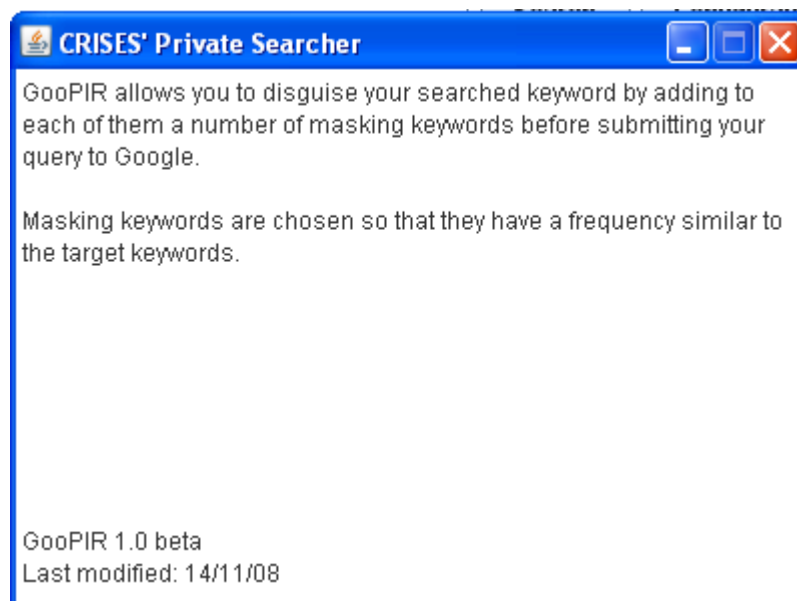 CRISES' Private Searcher
GooPIR allows you to disguise your searched keyword by adding to
each of them a number of masking keywords before submitting your
query to Google.
Masking keywords are chosen so that they have a frequency similar to
the target keywords.
GooPIR 1.0 beta
Last modified: 14/11/08